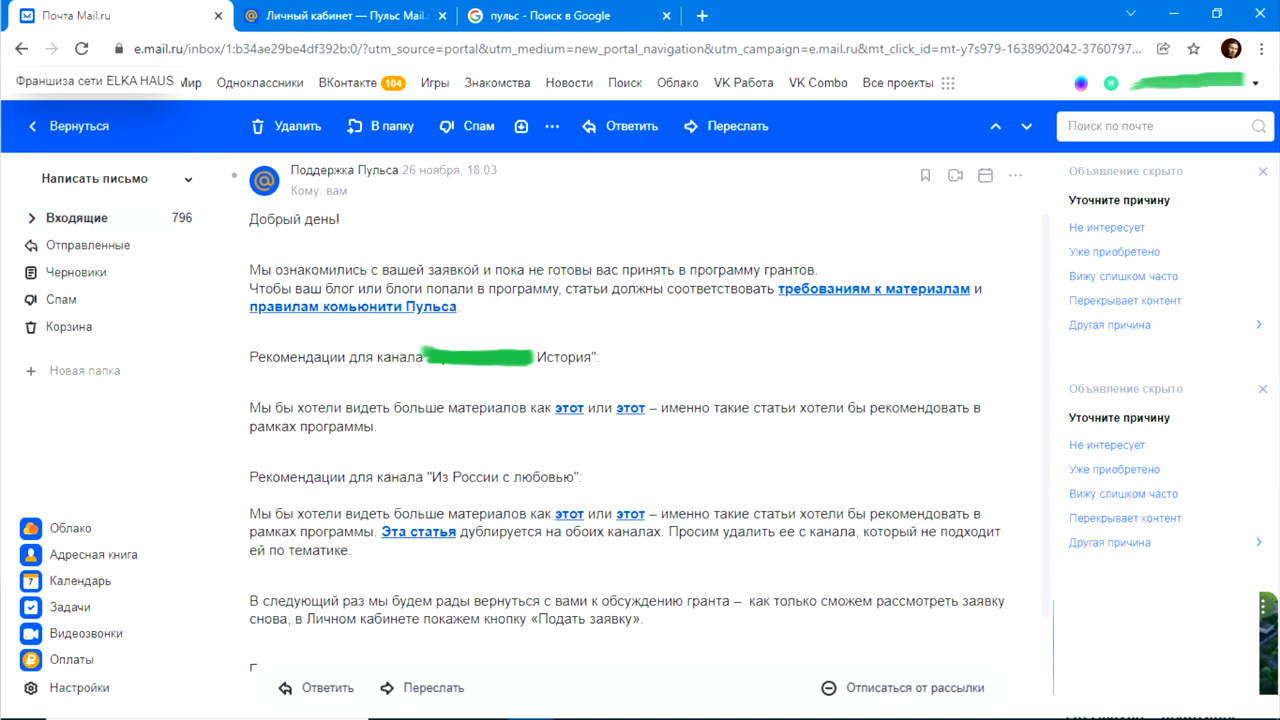 Почта Mail.ru
Личный кабинет — Пульс Mail.
пульс - Поиск в Google
e.mail.ru/inbox/1:b34ae29be4df392b:0/?utm_source=portal&utm_medium=new_portal_navigation&utm_campaign=e.mail.ru&mt_click_id=mt-y7s979-1638902042-3760797...
Франшиза сети ELKA HAUS Мир Одноклассники ВКонтакте 104 Игры Знакомства Новости Поиск Облако VK Работа VK Combo Все проекты
Вернуться Удалить В папку Спам Ответить Переслать Поиск по почте
Написать письмо
Входящие 796
Отправленные
Черновики
Спам
Корзина
Новая папка
Облако
Адресная книга
7 Календарь
Задачи
Видеозвонки
Оплаты
Настройки
Поддержка Пульса 26 ноября, 18:03
Кому: вам
Добрый день!
Мы ознакомились с вашей заявкой и пока не готовы вас принять в программу грантов.
Чтобы ваш блог или блоги попали в программу, статьи должны соответствовать требованиям к материалам и
правилам комьюнити Пульса.
Рекомендации для канала История":
Мы бы хотели видеть больше материалов как этот или этот – именно такие статьи хотели бы рекомендовать в
рамках программы.
Рекомендации для канала "Из России с любовью":
Мы бы хотели видеть больше материалов как этот или этот – именно такие статьи хотели бы рекомендовать в
рамках программы. Эта статья дублируется на обоих каналах. Просим удалить ее с канала, который не подходит
ей по тематике.
В следующий раз мы будем рады вернуться с вами к обсуждению гранта – как только сможем рассмотреть заявку
снова, в Личном кабинете покажем кнопку «Подать заявку».
Ответить Переслать Отписаться от рассылки
Объявление скрыто
Уточните причину
Не интересует
Уже приобретено
Вижу слишком часто
Перекрывает контент
Другая причина
Объявление скрыто
Уточните причину
Не интересует
Уже приобретено
Вижу слишком часто
Перекрывает контент
Другая причина